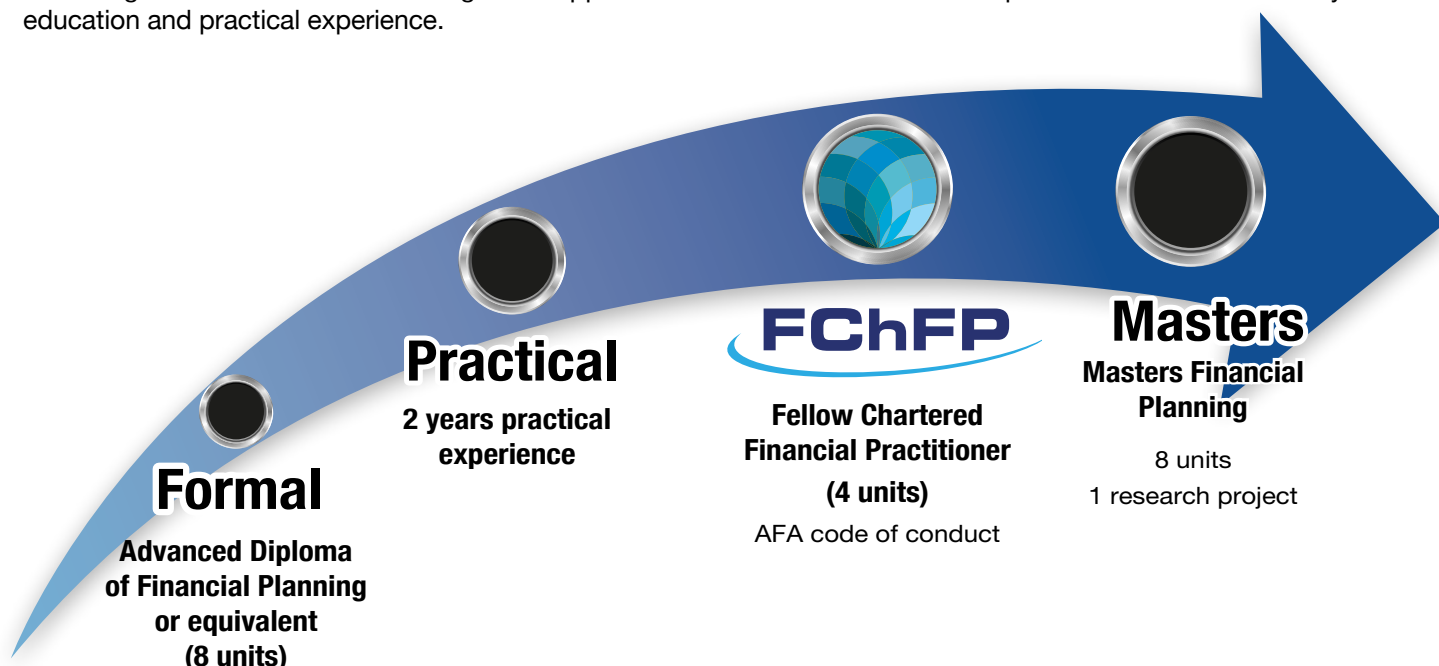 education and practical experience.
Formal
Advanced Diploma
of Financial Planning
or equivalent
(8 units)
Practical
2 years practical
experience
FChFP
Fellow Chartered
Financial Practitioner
(4 units)
AFA code of conduct
Masters
Masters Financial
Planning
8 units
1 research project